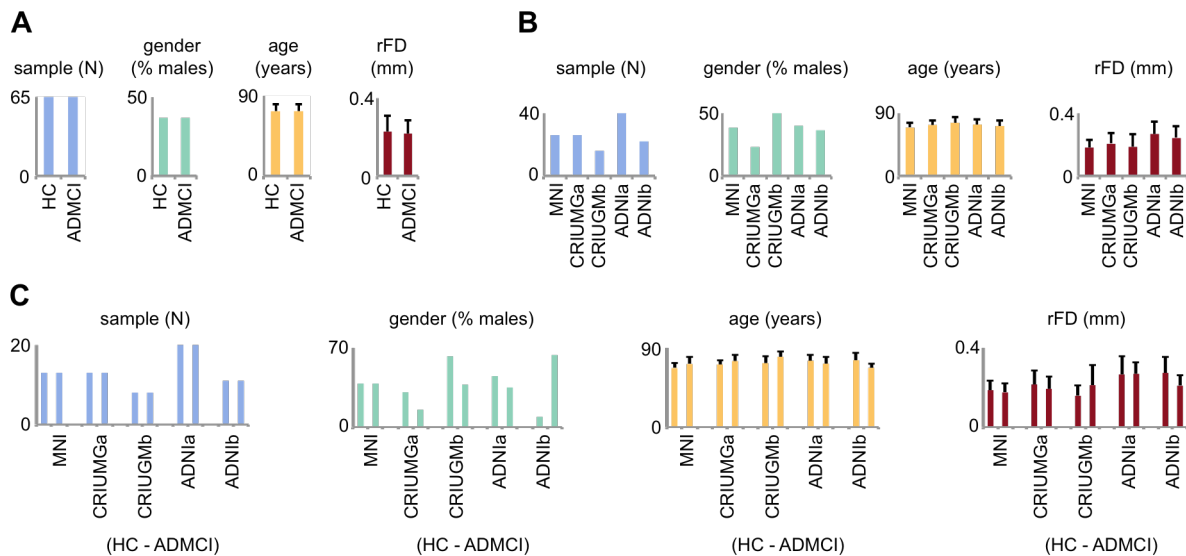 A
sample (N)
65
0
HC
ADMCI
gender
(% males)
50
0
HC
ADMCI
age
(years)
90
0
HC
ADMCI
rFD
(mm)
0.4
0
HC
ADMCI
B
sample (N)
40
0
MNI
CRIUMGa
CRIUGMb
ADNIa
ADNIb
gender (% males)
50
0
MNI
CRIUMGa
CRIUGMb
ADNIa
ADNIb
age (years)
90
0
MNI
CRIUMGa
CRIUGMb
ADNIa
ADNIb
rFD (mm)
0.4
0
MNI
CRIUMGa
CRIUGMb
ADNIa
ADNIb
C
sample (N)
20
0
MNI
CRIUMGa
CRIUGMb
ADNIa
ADNIb
(HC - ADMCI)
gender (% males)
70
0
MNI
CRIUMGa
CRIUGMb
ADNIa
ADNIb
(HC - ADMCI)
age (years)
90
0
MNI
CRIUMGa
CRIUGMb
ADNIa
ADNIb
(HC - ADMCI)
rFD (mm)
0.4
0
MNI
CRIUMGa
CRIUGMb
ADNIa
ADNIb
(HC - ADMCI)